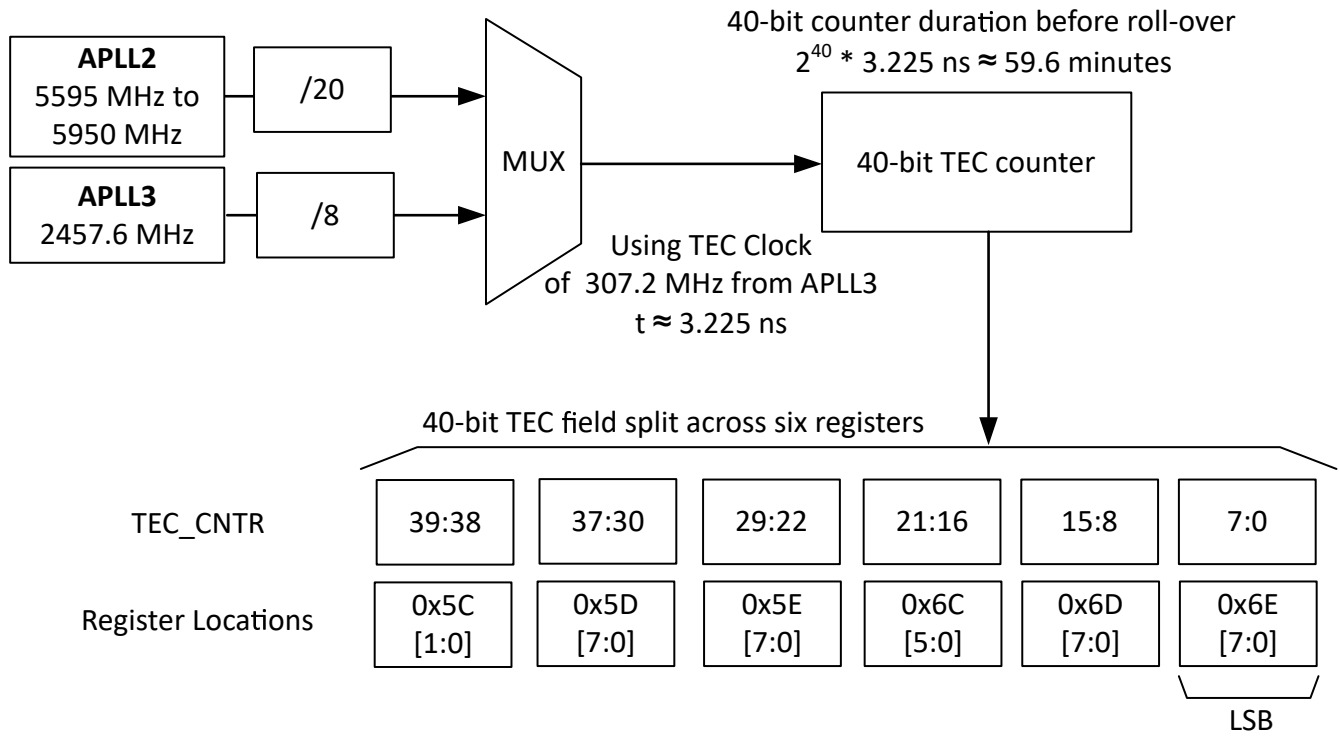 40-bit counter duration before roll-over
2^40 * 3.225 ns ≈ 59.6 minutes
APLL2
5595 MHz to
5950 MHz
/20
APLL3
2457.6 MHz
/8
MUX
40-bit TEC counter
Using TEC Clock
of 307.2 MHz from APLL3
t ≈ 3.225 ns
40-bit TEC field split across six registers
TEC_CNTR
39:38
37:30
29:22
21:16
15:8
7:0
Register Locations
0x5C
[1:0]
0x5D
[7:0]
0x5E
[7:0]
0x6C
[5:0]
0x6D
[7:0]
0x6E
[7:0]
LSB